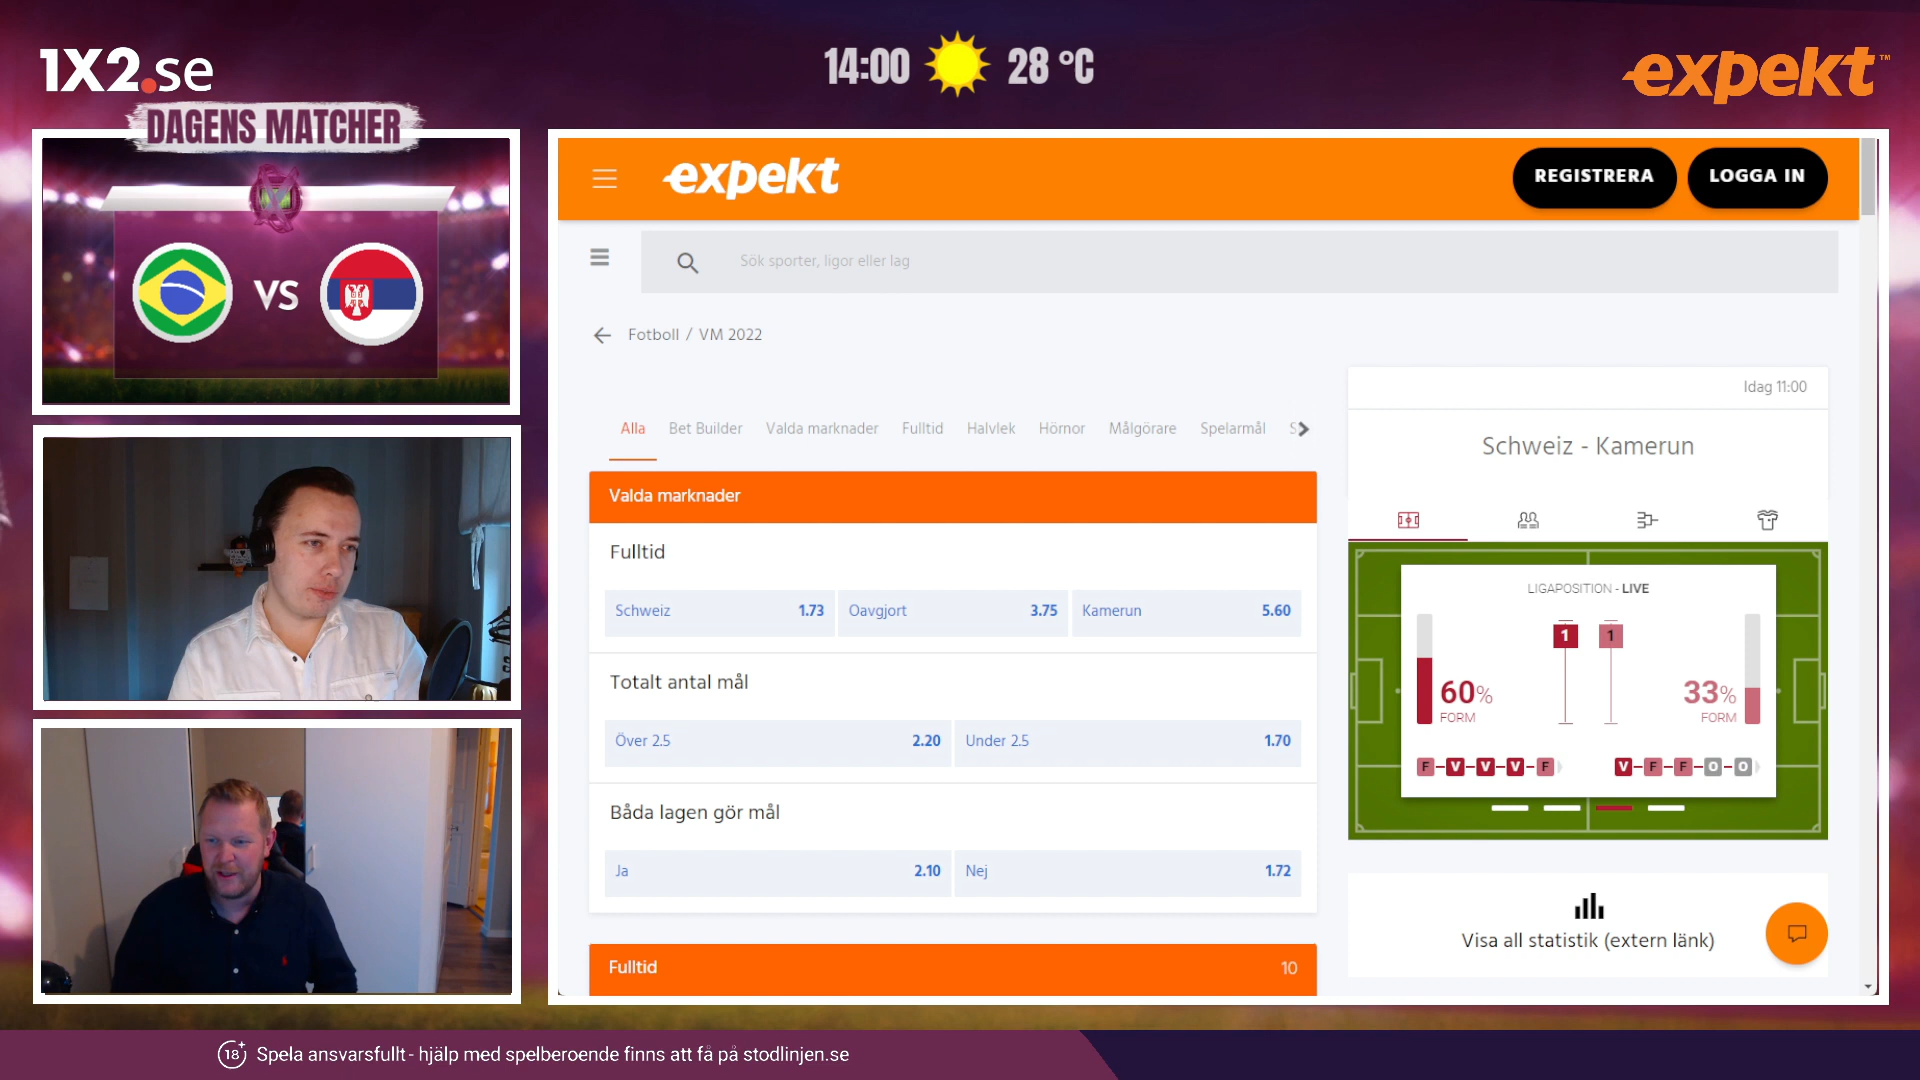 1X2.se
14:00
28 °C
expekt™
DAGENS MATCHER
VS
expekt
REGISTRERA
LOGGA IN
Sök sporter, ligor eller lag
Fotboll / VM 2022
Alla
Bet Builder
Valda marknader
Fulltid
Halvlek
Hörnor
Målgörare
Spelarmål
Valda marknader
Fulltid
Schweiz 1.73
Oavgjort 3.75
Kamerun 5.60
Totalt antal mål
Över 2.5 2.20
Under 2.5 1.70
Båda lagen gör mål
Ja 2.10
Nej 1.72
Fulltid 10
Idag 11:00
Schweiz - Kamerun
LIGAPOSITION - LIVE
1 1
60% 33%
FORM FORM
F-V-V-V-F V-F-F-O-O
Visa all statistik (extern länk)
18+ Spela ansvarsfullt - hjälp med spelberoende finns att få på stodlinjen.se